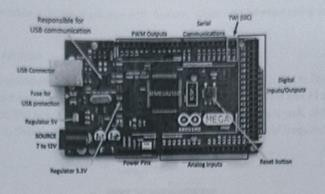 Responsible for
USB communication
PWM Outputs
Serial
Communications
TWI (I2C)
USB Connector
Fuse for
USB protection
Digital
Inputs/Outputs
Regulator 5V
SOURCE
7 to 12V
MEGA
ARDUINO
Regulator 3.3V
Power Pins
Analog Inputs
Reset button